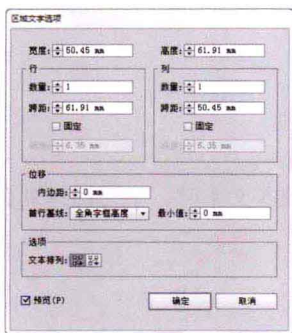 区域文字选项
宽度: 50.45 mm 高度: 61.91 mm
行 列
数量: 1 数量: 1
跨距: 61.91 mm 跨距: 50.45 mm
固定 固定
6.35 mm 6.35 mm
位移
内边距: 0 mm
首行基线: 全角字框高度 最小值: 0 mm
选项
文本排列:
预览(P) 确定 取消